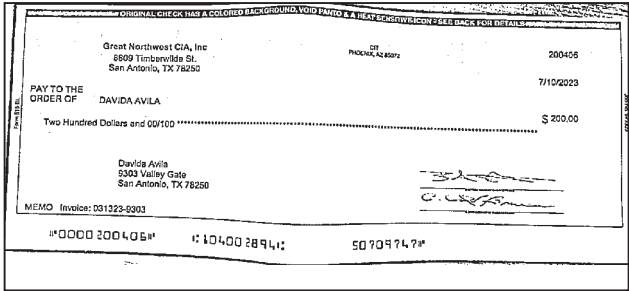 ORIGINAL CHECK HAS A COLORED BACKGROUND, VOID PANTO & A HEAT SENSITIVE ICON - SEE BACK FOR DETAILS
Great Northwest CIA, Inc
8809 Timberwilde St.
San Antonio, TX 78250
CIT
PHOENIX, AZ 85072
200406
7/10/2023
PAY TO THE
ORDER OF DAVIDA AVILA
$ 200.00
Two Hundred Dollars and 00/100
Davida Avila
9303 Valley Gate
San Antonio, TX 78250
MEMO Invoice: 031323-9303
⑈0000200406⑈ ⑆104002894⑆ 50709747⑈